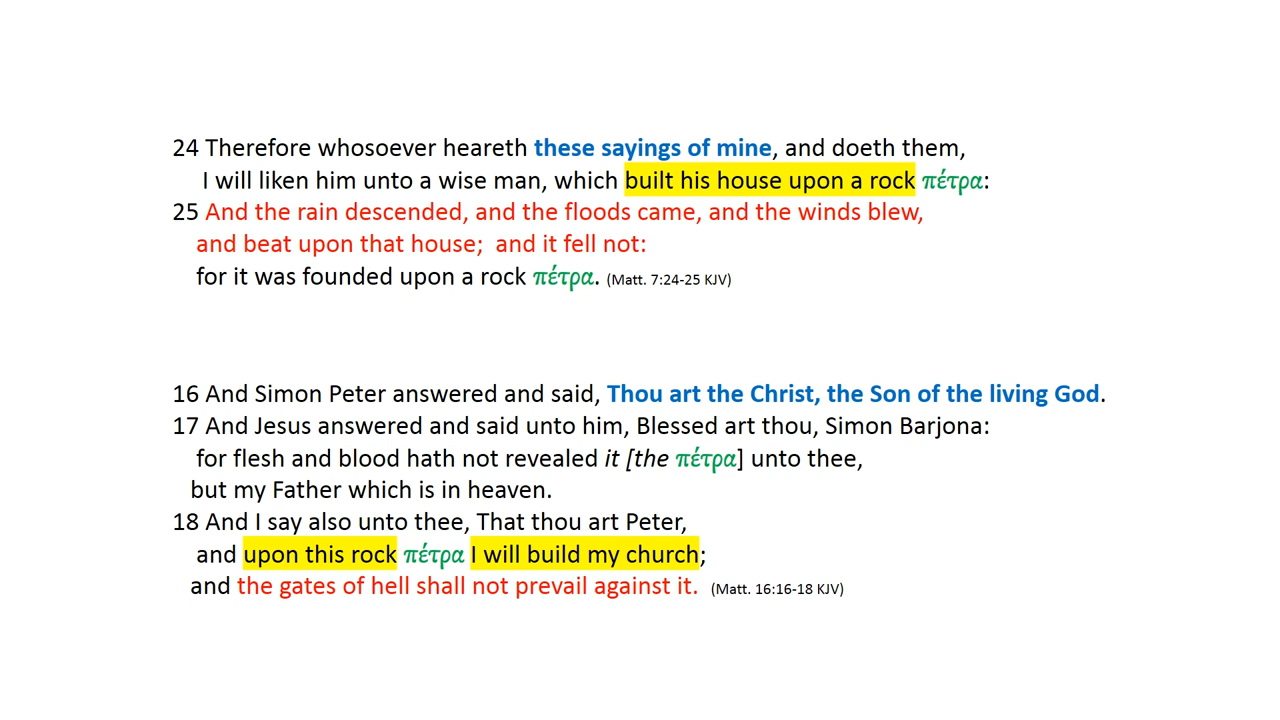 24 Therefore whosoever heareth these sayings of mine, and doeth them,
I will liken him unto a wise man, which built his house upon a rock πέτρα:
25 And the rain descended, and the floods came, and the winds blew,
and beat upon that house; and it fell not:
for it was founded upon a rock πέτρα. (Matt. 7:24-25 KJV)
16 And Simon Peter answered and said, Thou art the Christ, the Son of the living God.
17 And Jesus answered and said unto him, Blessed art thou, Simon Barjona:
for flesh and blood hath not revealed it [the πέτρα] unto thee,
but my Father which is in heaven.
18 And I say also unto thee, That thou art Peter,
and upon this rock πέτρα I will build my church;
and the gates of hell shall not prevail against it. (Matt. 16:16-18 KJV)